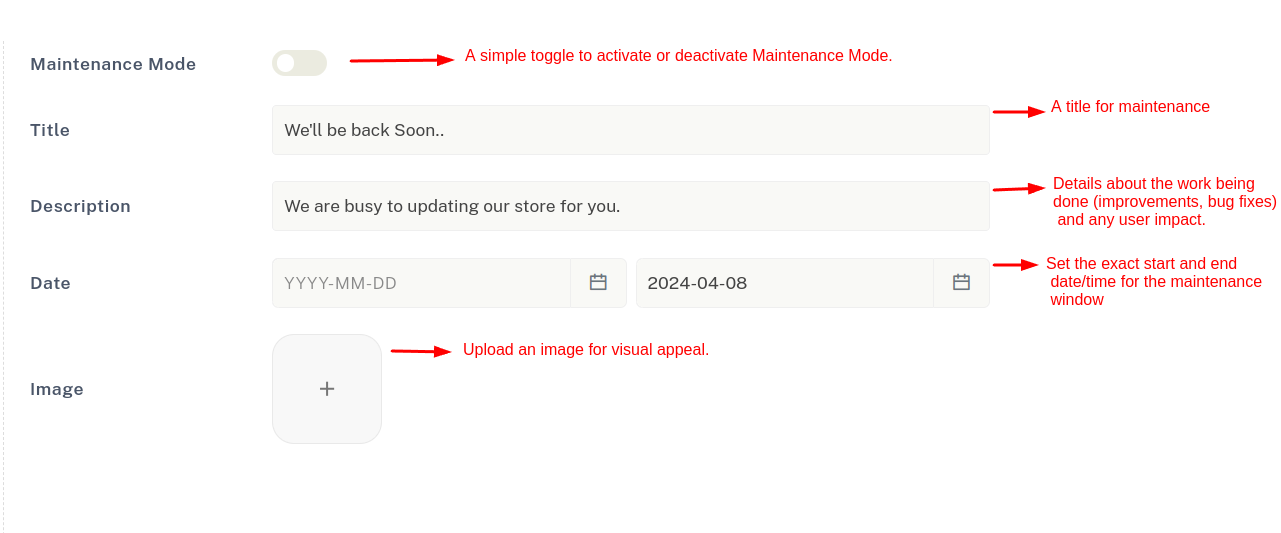 Maintenance Mode
A simple toggle to activate or deactivate Maintenance Mode.
Title
We'll be back Soon..
A title for maintenance
Description
We are busy to updating our store for you.
Details about the work being
done (improvements, bug fixes)
and any user impact.
Date
YYYY-MM-DD
2024-04-08
Set the exact start and end
date/time for the maintenance
window
Image
+
Upload an image for visual appeal.